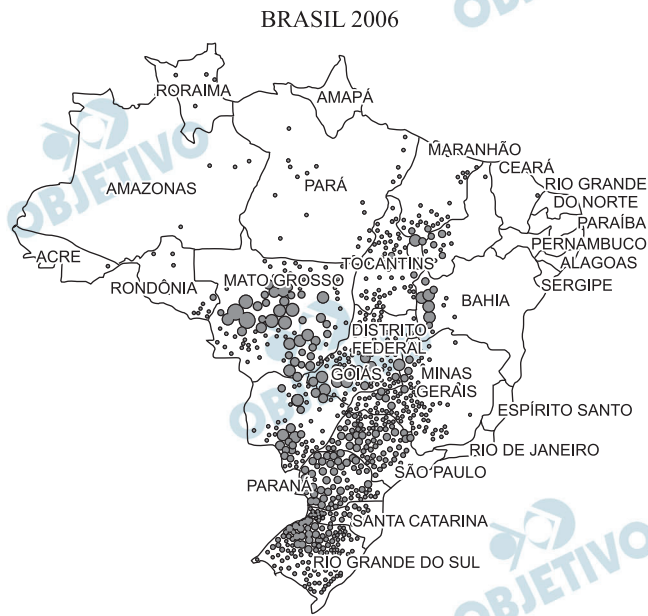 BRASIL 2006
OBJETIVO
RORAIMA
AMAPÁ
MARANHÃO
CEARÁ
RIO GRANDE
DO NORTE
AMAZONAS
PARÁ
PARAÍBA
PERNAMBUCO
ACRE
TOCANTINS
ALAGOAS
RONDÔNIA
MATO GROSSO
BAHIA
SERGIPE
DISTRITO
FEDERAL
GOIÁS
MINAS
GERAIS
OBJETIVO
ESPÍRITO SANTO
RIO DE JANEIRO
SÃO PAULO
PARANÁ
SANTA CATARINA
RIO GRANDE DO SUL
OBJETIVO